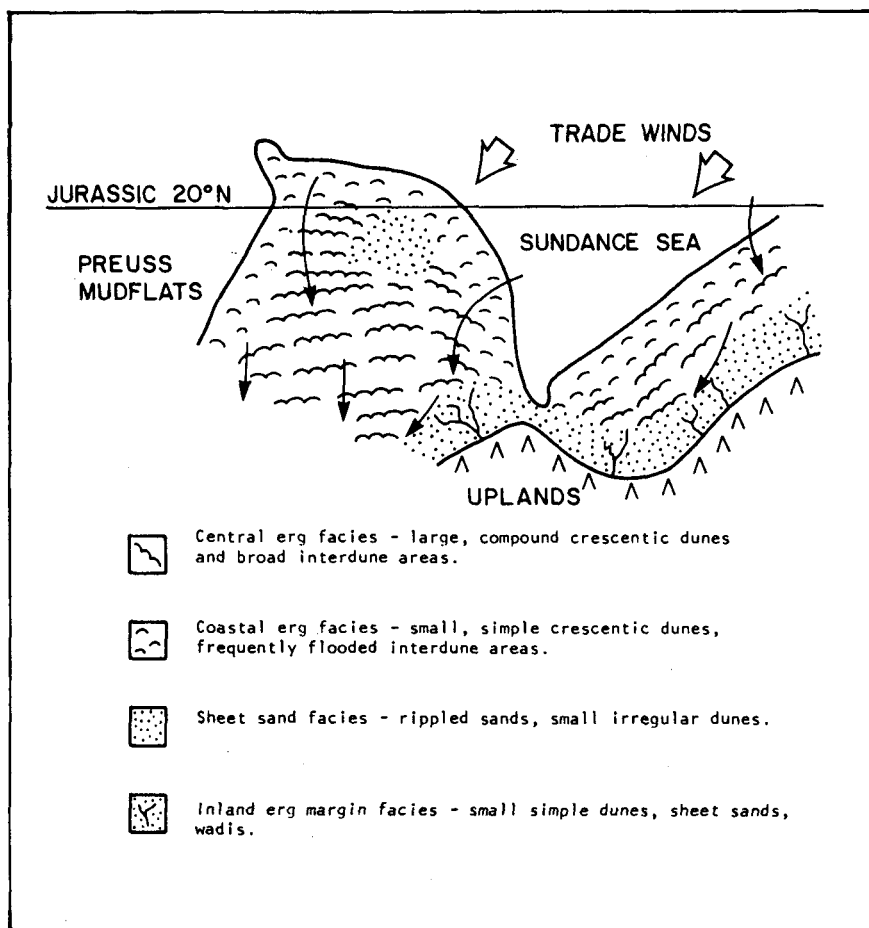 TRADE WINDS
JURASSIC 20°N
SUNDANCE SEA
PREUSS
MUDFLATS
UPLANDS
Central erg facies - large, compound crescentic dunes
and broad interdune areas.
Coastal erg facies - small, simple crescentic dunes,
frequently flooded interdune areas.
Sheet sand facies - rippled sands, small irregular dunes.
Inland erg margin facies - small simple dunes, sheet sands,
wadis.